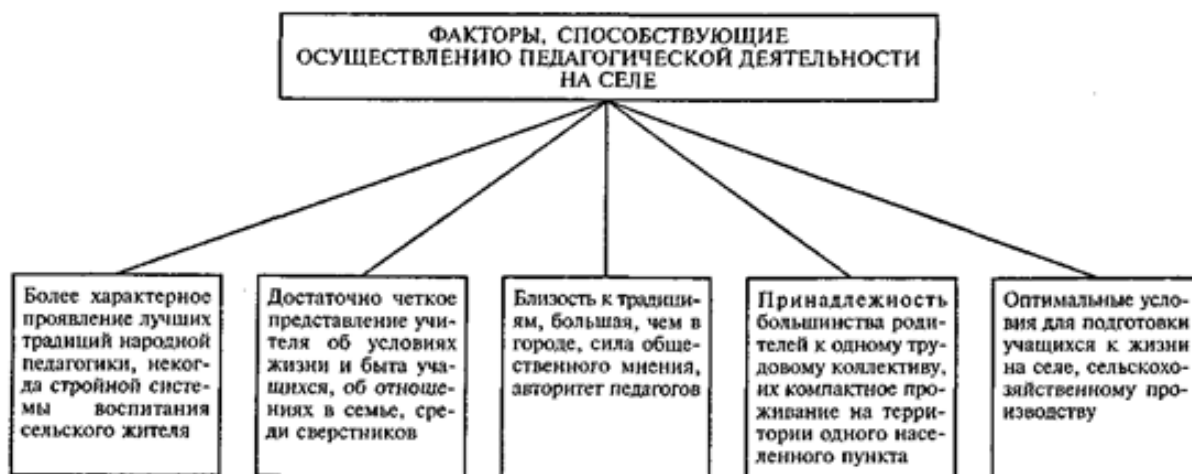 ФАКТОРЫ, СПОСОБСТВУЮЩИЕ
ОСУЩЕСТВЛЕНИЮ ПЕДАГОГИЧЕСКОЙ ДЕЯТЕЛЬНОСТИ
НА СЕЛЕ
Более характерное
проявление лучших
традиций народной
педагогики, неког-
да стройной систе-
мы воспитания
сельского жителя
Достаточно четкое
представление учи-
теля об условиях
жизни и быта уча-
щихся, об отноше-
ниях в семье, сре-
ди сверстников
Близость к традици-
ям, большая, чем в
городе, сила обще-
ственного мнения,
авторитет педагогов
Принадлежность
большинства роди-
телей к одному тру-
довому коллективу,
их компактное про-
живание на терри-
тории одного насе-
ленного пункта
Оптимальные усло-
вия для подготовки
учащихся к жизни
на селе, сельскохо-
зяйственному про-
изводству